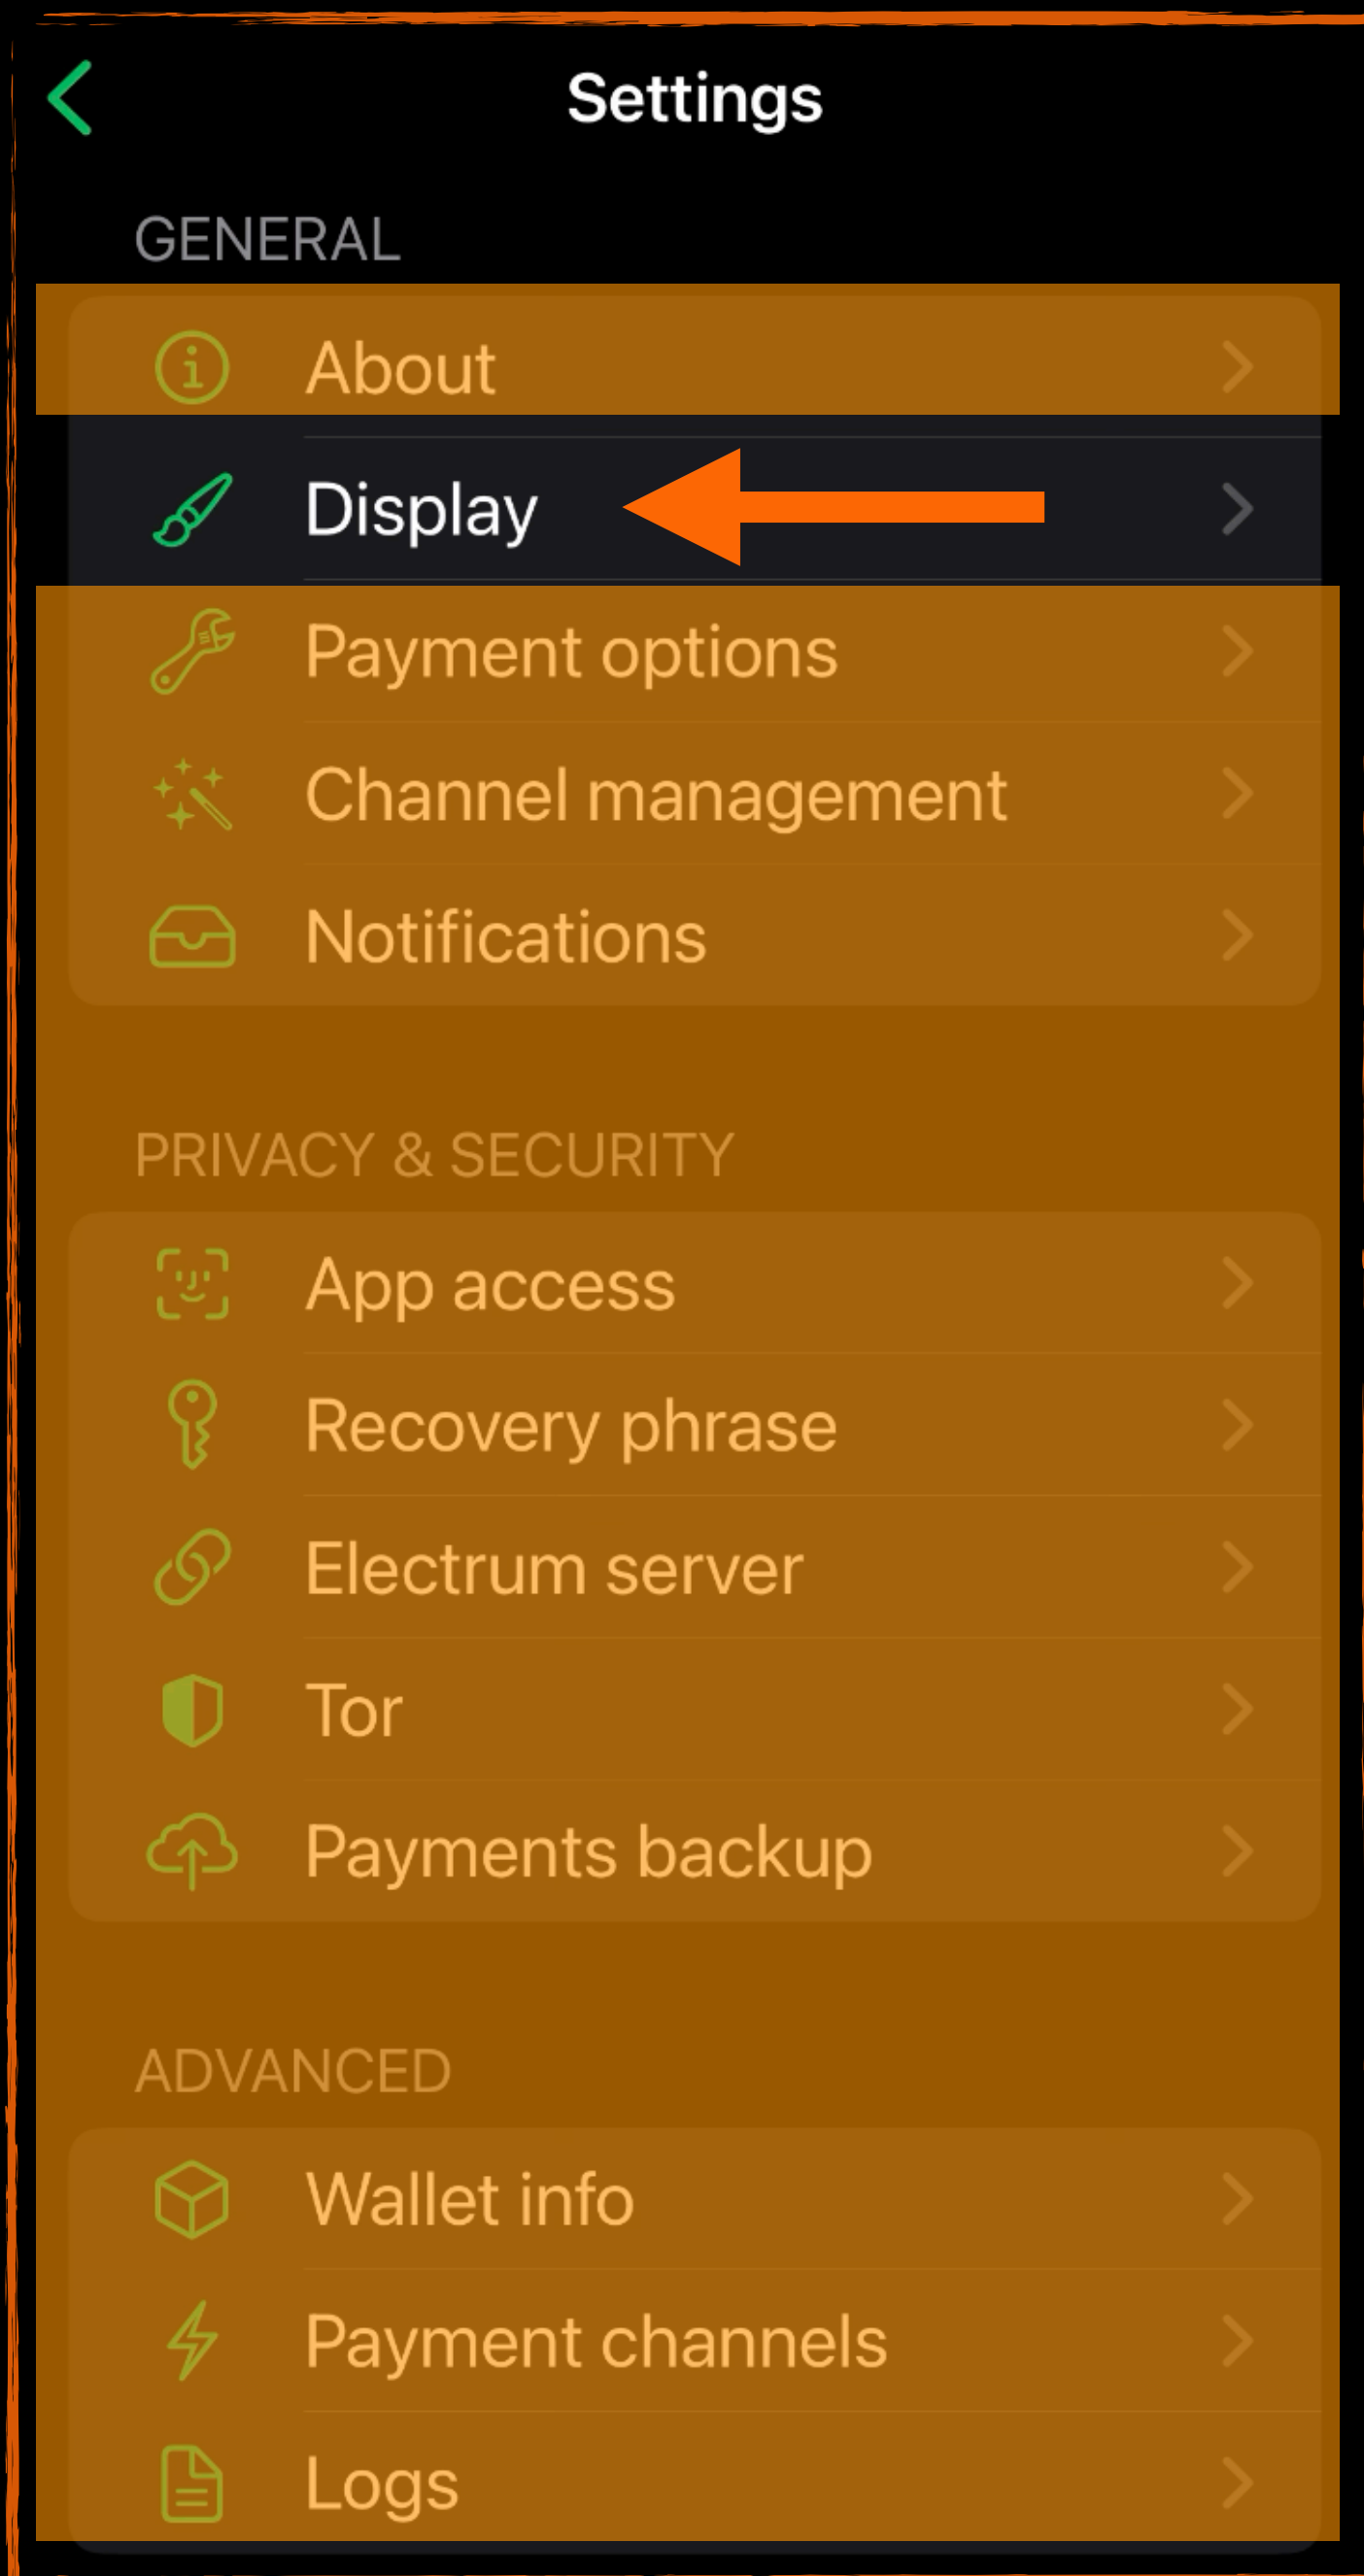 Settings
GENERAL
About
Display
Payment options
Channel management
Notifications
PRIVACY & SECURITY
App access
Recovery phrase
Electrum server
Tor
Payments backup
ADVANCED
Wallet info
Payment channels
Logs